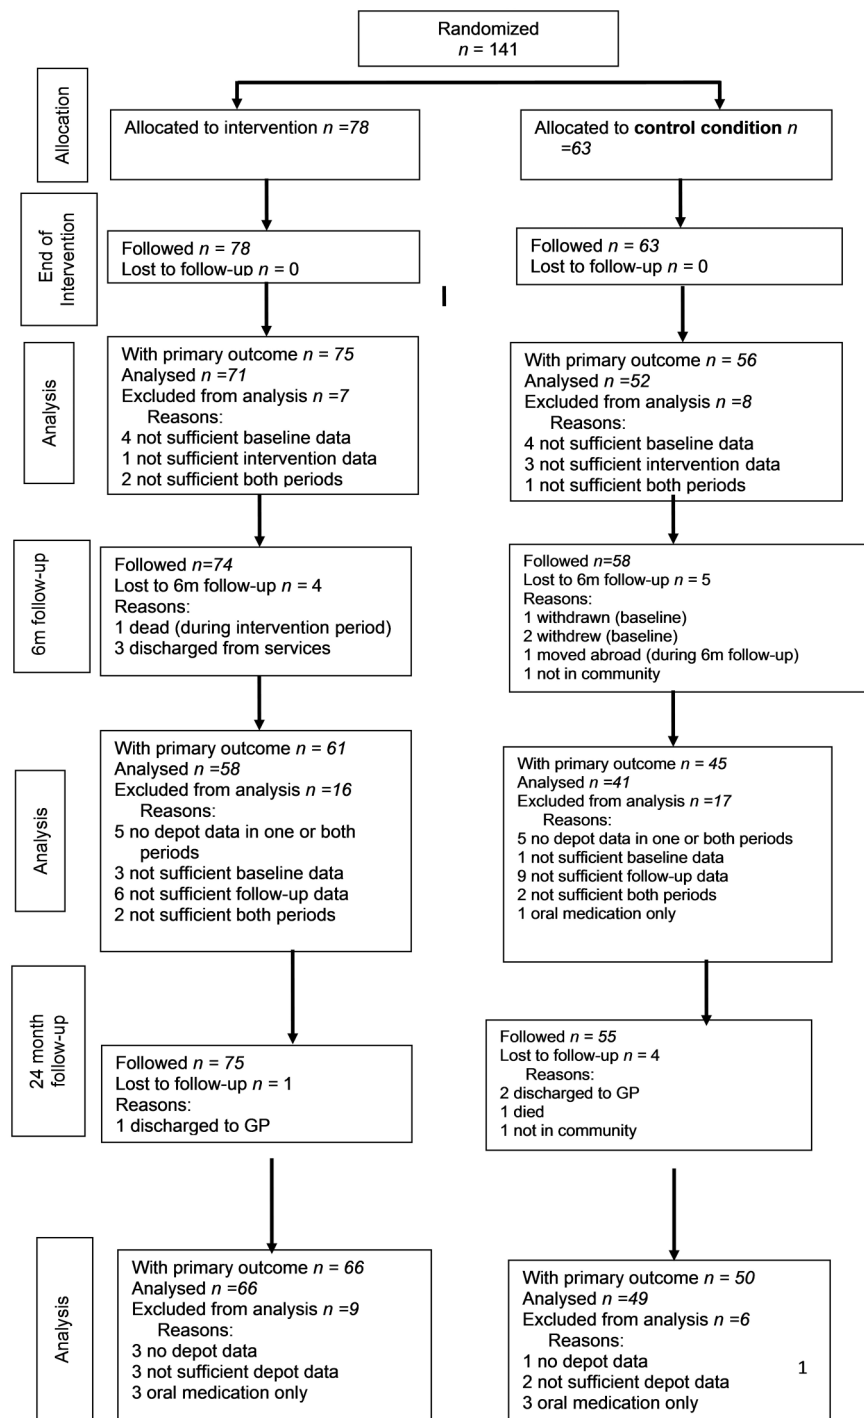 Randomized
n = 141
Allocation
Allocated to intervention n =78
Allocated to control condition n
=63
End of
Intervention
Followed n = 78
Lost to follow-up n = 0
Followed n = 63
Lost to follow-up n = 0
Analysis
With primary outcome n = 75
Analysed n =71
Excluded from analysis n =7
Reasons:
4 not sufficient baseline data
1 not sufficient intervention data
2 not sufficient both periods
With primary outcome n = 56
Analysed n =52
Excluded from analysis n =8
Reasons:
4 not sufficient baseline data
3 not sufficient intervention data
1 not sufficient both periods
6m follow-up
Followed n=74
Lost to 6m follow-up n = 4
Reasons:
1 dead (during intervention period)
3 discharged from services
Followed n=58
Lost to 6m follow-up n = 5
Reasons:
1 withdrawn (baseline)
2 withdrew (baseline)
1 moved abroad (during 6m follow-up)
1 not in community
Analysis
With primary outcome n = 61
Analysed n =58
Excluded from analysis n =16
Reasons:
5 no depot data in one or both
periods
3 not sufficient baseline data
6 not sufficient follow-up data
2 not sufficient both periods
With primary outcome n = 45
Analysed n =41
Excluded from analysis n =17
Reasons:
5 no depot data in one or both periods
1 not sufficient baseline data
9 not sufficient follow-up data
2 not sufficient both periods
1 oral medication only
24 month
follow-up
Followed n = 75
Lost to follow-up n = 1
Reasons:
1 discharged to GP
Followed n = 55
Lost to follow-up n = 4
Reasons:
2 discharged to GP
1 died
1 not in community
Analysis
With primary outcome n = 66
Analysed n =66
Excluded from analysis n =9
Reasons:
3 no depot data
3 not sufficient depot data
3 oral medication only
With primary outcome n = 50
Analysed n =49
Excluded from analysis n =6
Reasons:
1 no depot data
2 not sufficient depot data
3 oral medication only
1